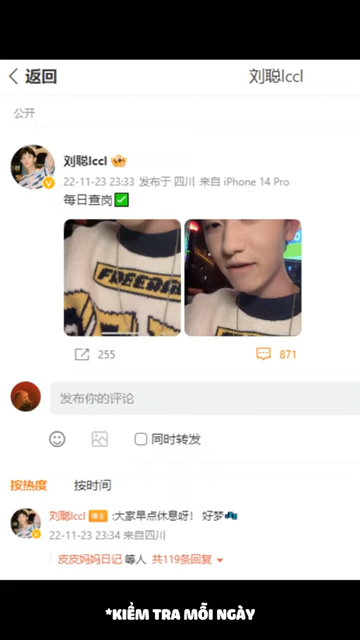 返回
刘聪lccl
公开
刘聪lccl
22-11-23 23:33 发布于 四川 来自 iPhone 14 Pro
每日查岗✅
255
871
发布你的评论
同时转发
按热度
按时间
刘聪lccl 博主 :大家早点休息呀！ 好梦
22-11-23 23:34 来自四川
皮皮妈妈日记 等人 共119条回复
*KIỂM TRA MỖI NGÀY